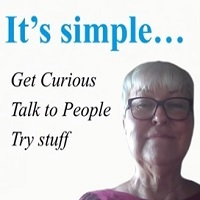 It's simple…
Get Curious
Talk to People
Try stuff